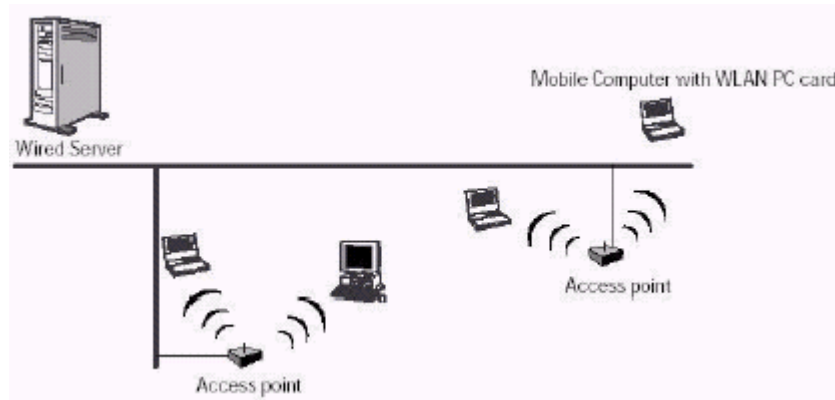 Mobile Computer with WLAN PC card
Wired Server
Access point
Access point